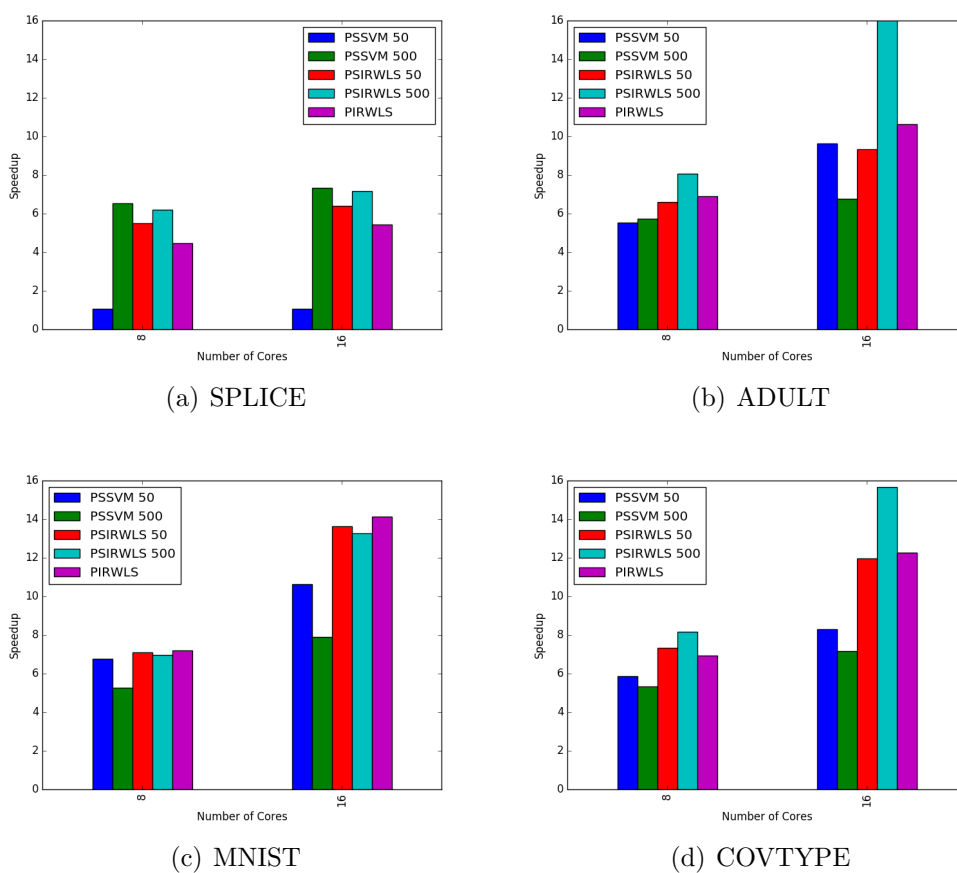 16
14
12
10
8
6
4
2
0
Speedup
PSSVM 50
PSSVM 500
PSIRWLS 50
PSIRWLS 500
PIRWLS
8
16
Number of Cores
(a) SPLICE
16
14
12
10
8
6
4
2
0
Speedup
PSSVM 50
PSSVM 500
PSIRWLS 50
PSIRWLS 500
PIRWLS
8
16
Number of Cores
(b) ADULT
16
14
12
10
8
6
4
2
0
Speedup
PSSVM 50
PSSVM 500
PSIRWLS 50
PSIRWLS 500
PIRWLS
8
16
Number of Cores
(c) MNIST
16
14
12
10
8
6
4
2
0
Speedup
PSSVM 50
PSSVM 500
PSIRWLS 50
PSIRWLS 500
PIRWLS
8
16
Number of Cores
(d) COVTYPE